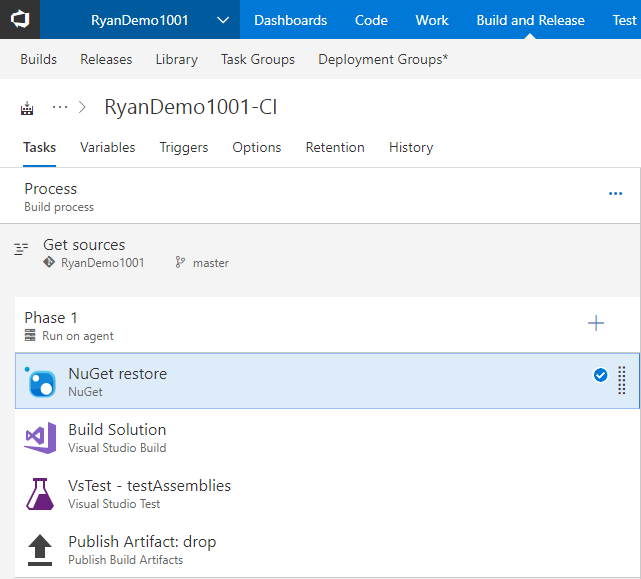 RyanDemo1001 Dashboards Code Work Build and Release Test
Builds Releases Library Task Groups Deployment Groups*
... > RyanDemo1001-CI
Tasks Variables Triggers Options Retention History
Process
Build process
Get sources
RyanDemo1001 master
Phase 1
Run on agent
NuGet restore
NuGet
Build Solution
Visual Studio Build
VsTest - testAssemblies
Visual Studio Test
Publish Artifact: drop
Publish Build Artifacts